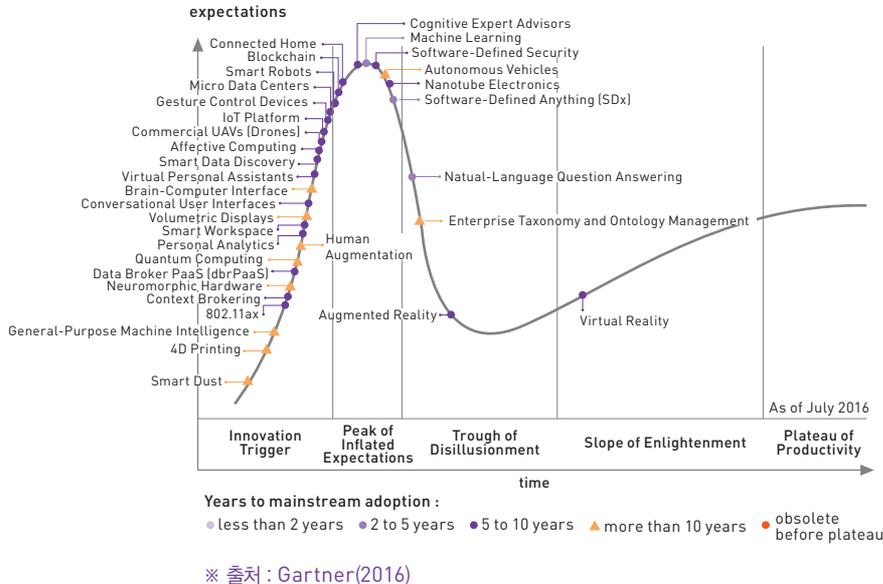 expectations
Cognitive Expert Advisors
Machine Learning
Software-Defined Security
Autonomous Vehicles
Nanotube Electronics
Software-Defined Anything (SDx)
Connected Home
Blockchain
Smart Robots
Micro Data Centers
Gesture Control Devices
IoT Platform
Commercial UAVs (Drones)
Affective Computing
Smart Data Discovery
Virtual Personal Assistants
Brain-Computer Interface
Conversational User Interfaces
Volumetric Displays
Smart Workspace
Personal Analytics
Quantum Computing
Data Broker PaaS (dbrPaaS)
Neuromorphic Hardware
Context Brokering
802.11ax
General-Purpose Machine Intelligence
4D Printing
Smart Dust
Human
Augmentation
Natual-Language Question Answering
Enterprise Taxonomy and Ontology Management
Augmented Reality
Virtual Reality
As of July 2016
Innovation
Trigger
Peak of
Inflated
Expectations
Trough of
Disillusionment
Slope of Enlightenment
Plateau of
Productivity
time
Years to mainstream adoption :
less than 2 years
2 to 5 years
5 to 10 years
more than 10 years
obsolete
before plateau
※ 출처 : Gartner(2016)